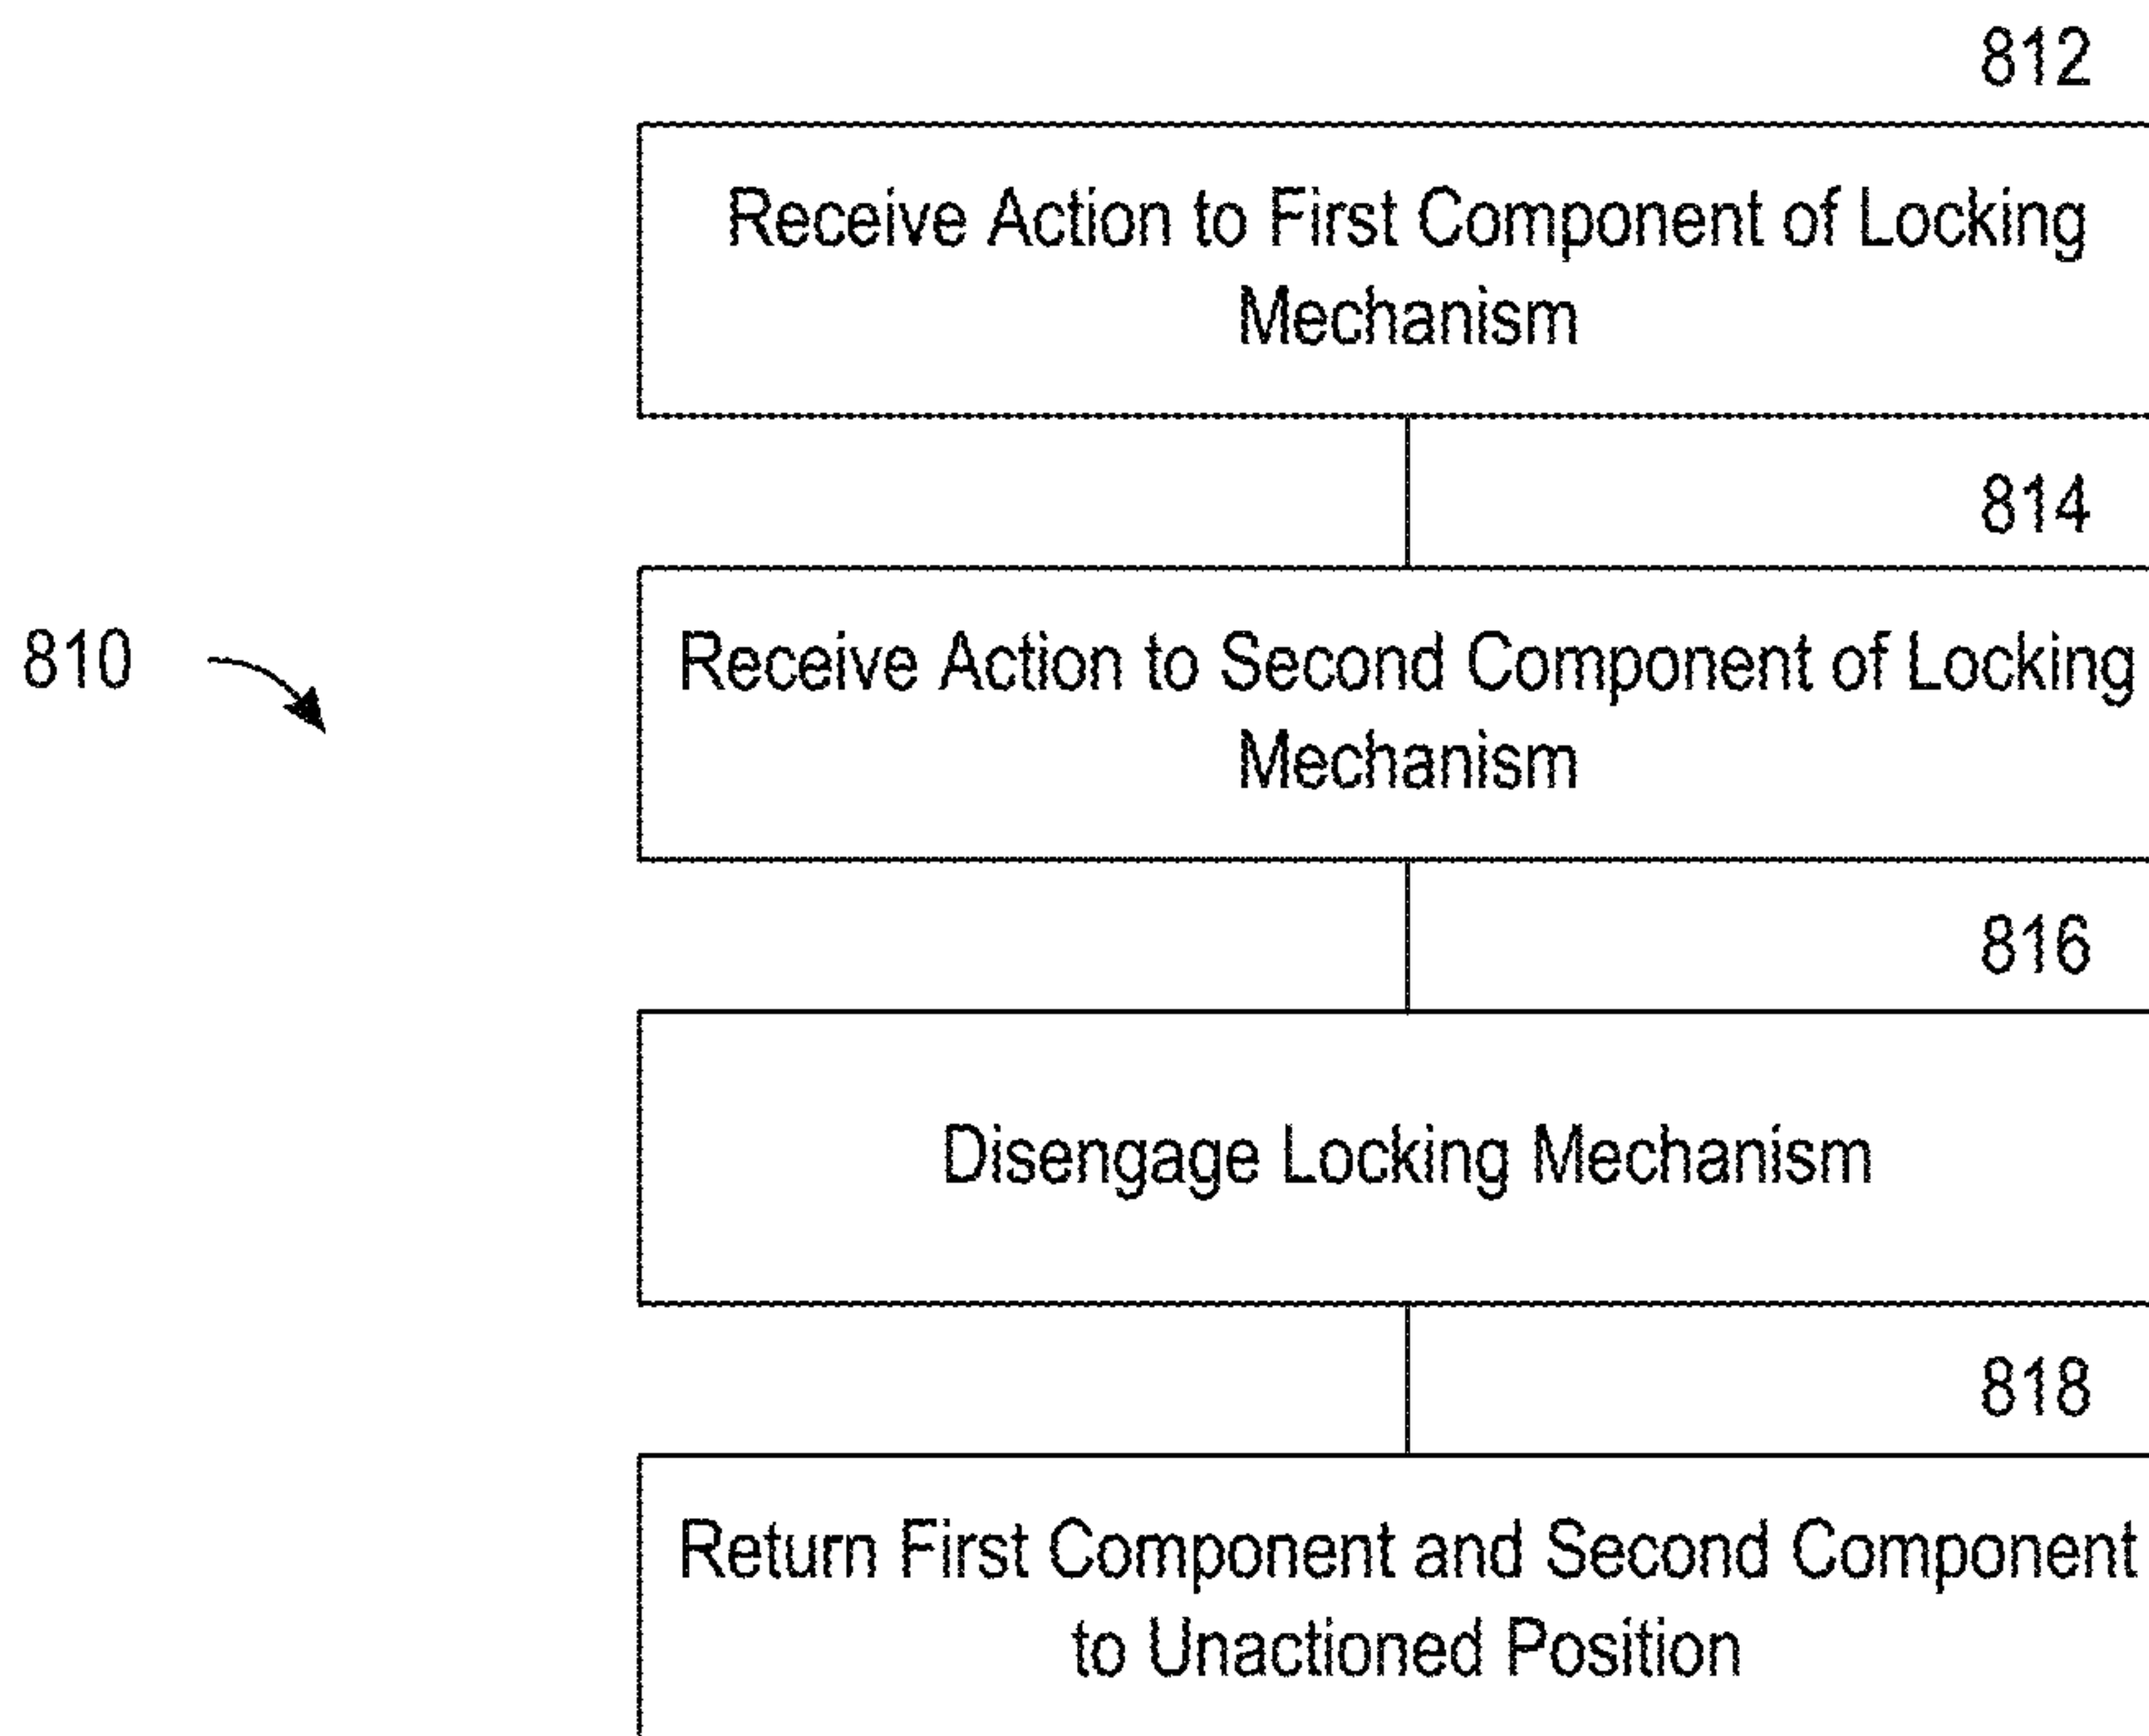 812
Receive Action to First Component of Locking
Mechanism
814
810
Receive Action to Second Component of Locking
Mechanism
816
Disengage Locking Mechanism
818
Return First Component and Second Component
to Unactioned Position